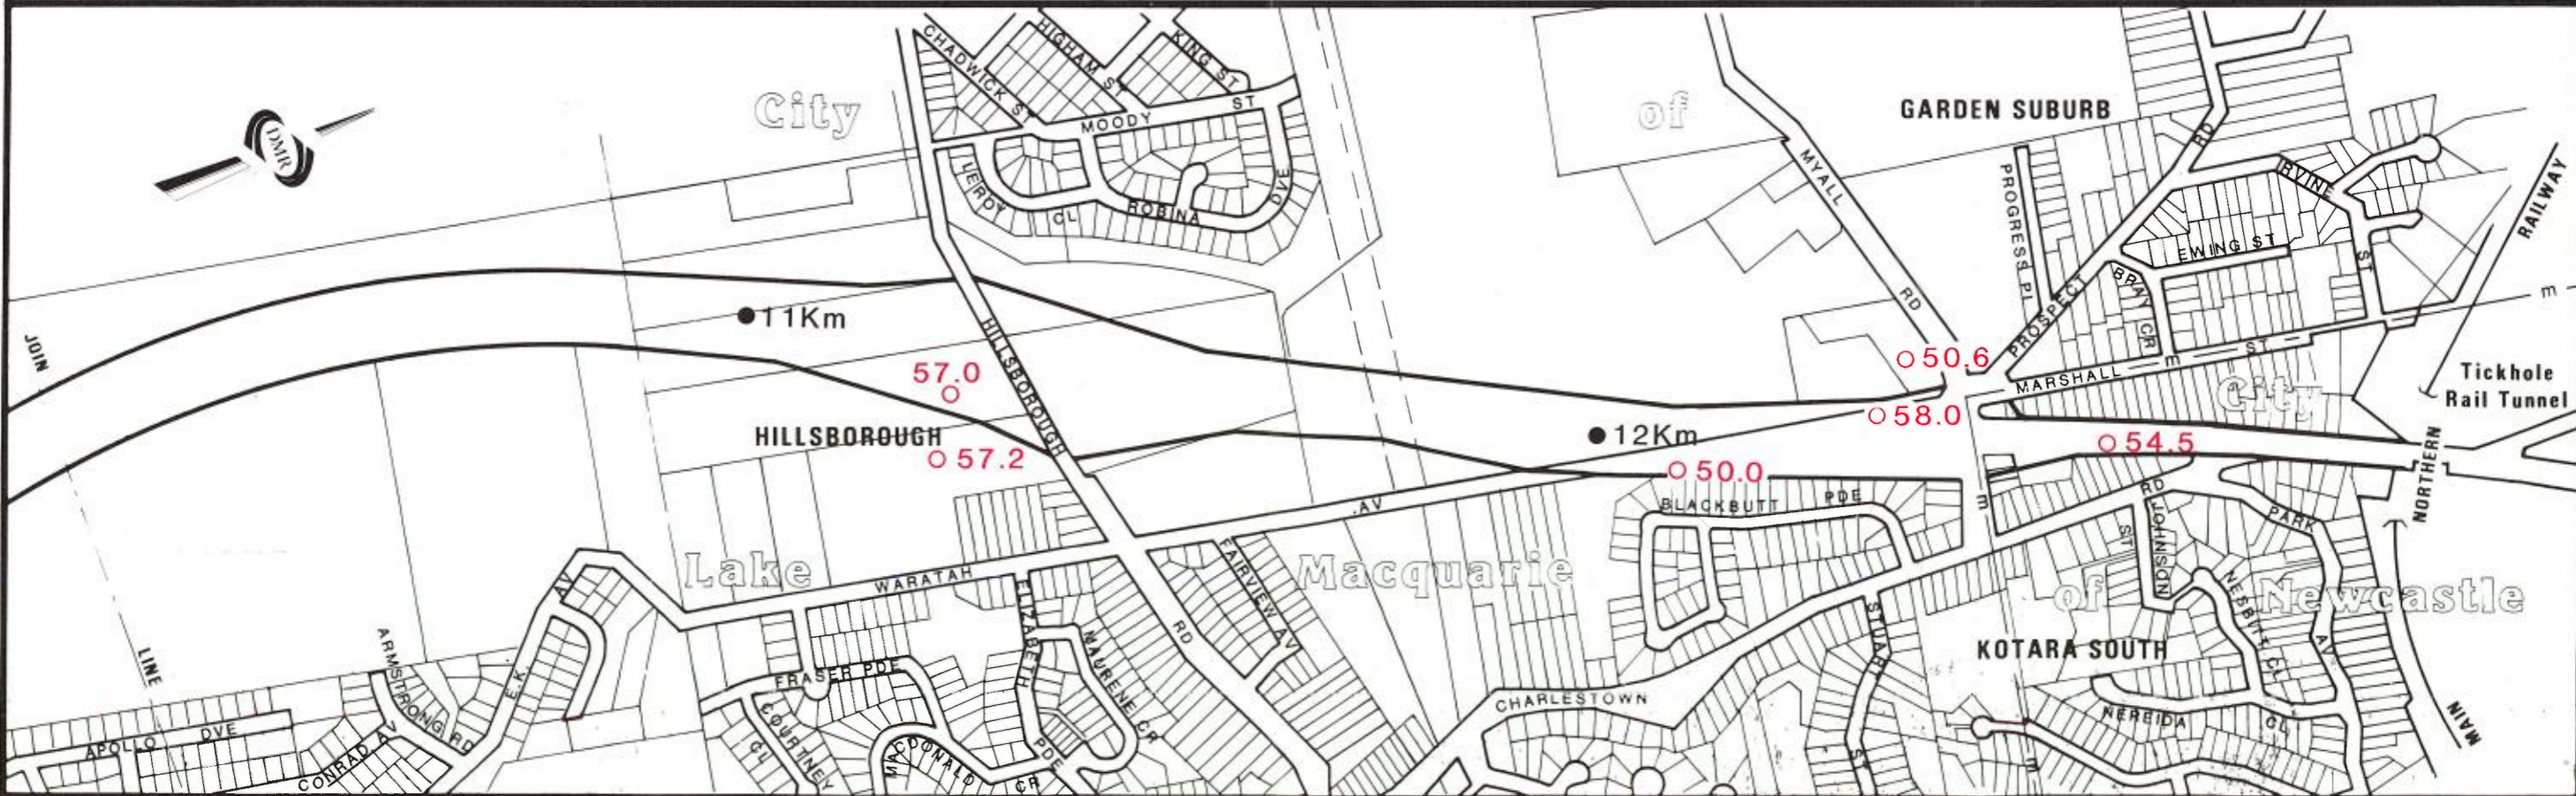 CHADWICK ST
HIGHAM ST
KING ST
MOODY ST
City
of
GARDEN SUBURB
DMR
LEROY CL
ROBINA DVE
MYALL RD
PROGRESS PL
PROSPECT RD
IRVINE ST
EWING ST
BRAY CR
RAILWAY
m
JOIN
11Km
57.0
HILLSBOROUGH
HILLSBOROUGH
57.2
50.6
58.0
MARSHALL m ST
City
Tickhole
Rail Tunnel
12Km
50.0
54.5
NORTHERN
m
AV
BLACKBUTT PDE
RD
JOHNSON
ST
PARK
AV
Lake
Macquarie
of
Newcastle
WARATAH
ELIZABETH
PDE
FAIRVIEW AV
RD
MAURENE CR
STUART
ST
NESBITT CL
KOTARA SOUTH
LINE
ARMSTRONG RD
E.K.
AV
FRASER PDE
CHARLESTOWN
COURTNEY
CL
MACDONALD
CR
NEREIDA CL
MAIN
APOLLO DVE
CONRAD AV
m